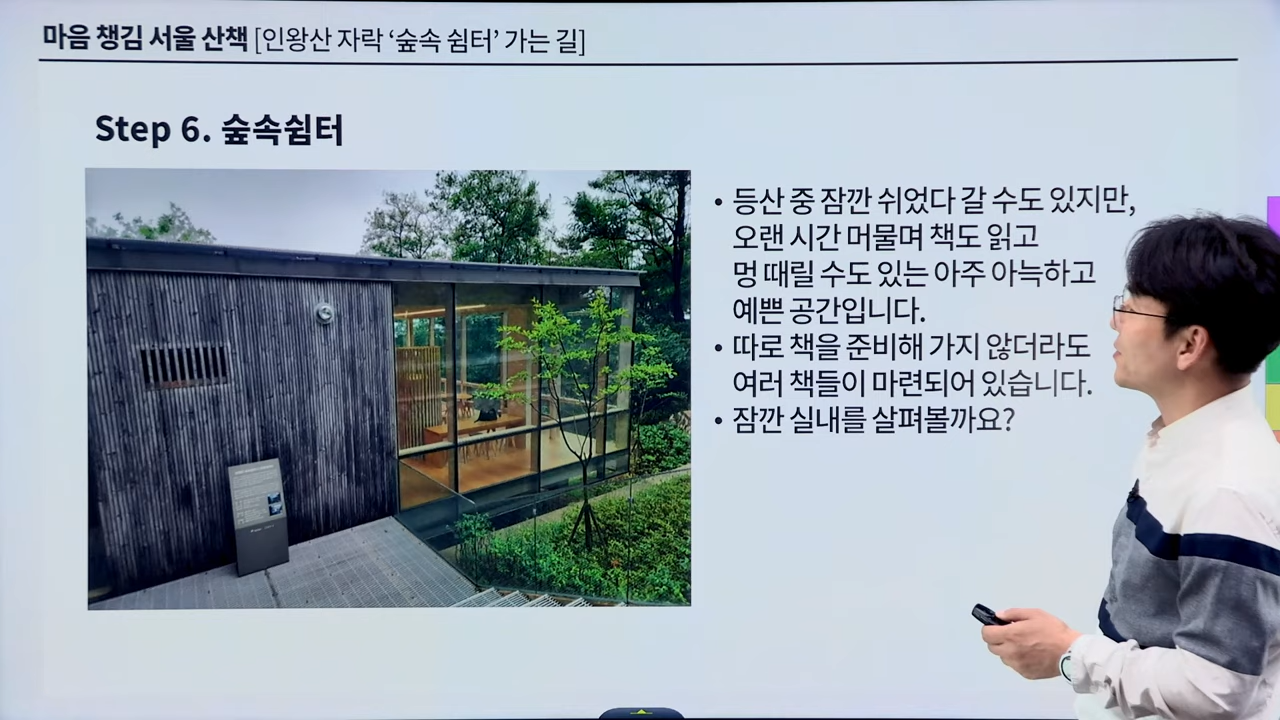 마음 챙김 서울 산책 [인왕산 자락 ‘숲속 쉼터’ 가는 길]
Step 6. 숲속쉼터
• 등산 중 잠깐 쉬었다 갈 수도 있지만,
오랜 시간 머물며 책도 읽고
멍 때릴 수도 있는 아주 아늑하고
예쁜 공간입니다.
• 따로 책을 준비해 가지 않더라도
여러 책들이 마련되어 있습니다.
• 잠깐 실내를 살펴볼까요?